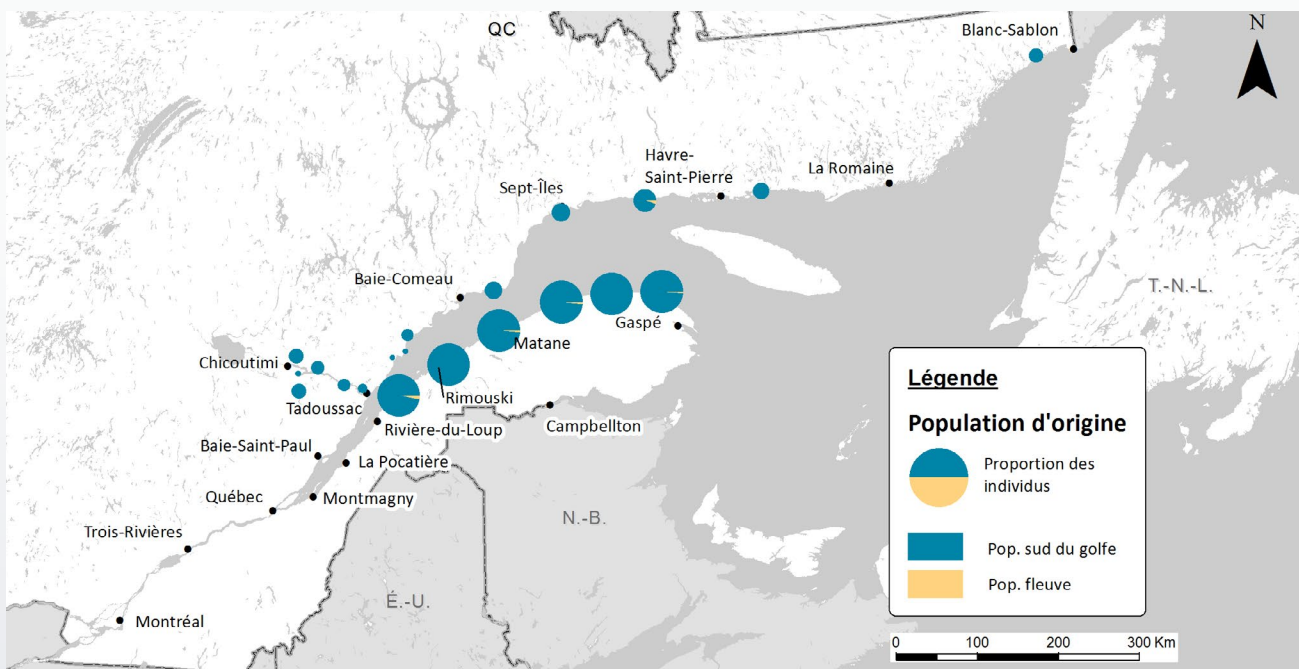 QC
Blanc-Sablon
N
Havre-
Saint-Pierre
La Romaine
Sept-Îles
Baie-Comeau
T.-N.-L.
Gaspé
Matane
Chicoutimi
Tadoussac
Rimouski
Rivière-du-Loup
Campbellton
Baie-Saint-Paul
La Pocatière
Québec
Montmagny
N.-B.
Trois-Rivières
É.-U.
Montréal
Légende
Population d'origine
Proportion des
individus
Pop. sud du golfe
Pop. fleuve
0 100 200 300 Km